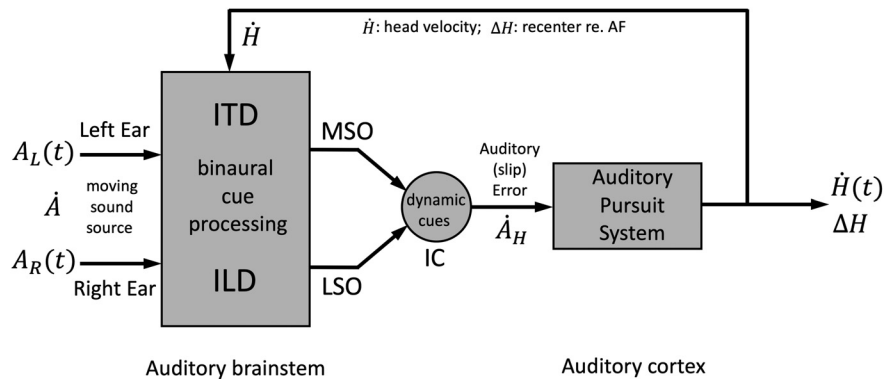 Ḣ
Ḣ: head velocity; ΔH: recenter re. AF
ITD
binaural
cue
processing
ILD
Left Ear
A_L(t)
Ȧ
moving
sound
source
A_R(t)
Right Ear
MSO
LSO
dynamic
cues
IC
Auditory
(slip)
Error
Ȧ_H
Auditory
Pursuit
System
Ḣ(t)
ΔH
Auditory brainstem
Auditory cortex